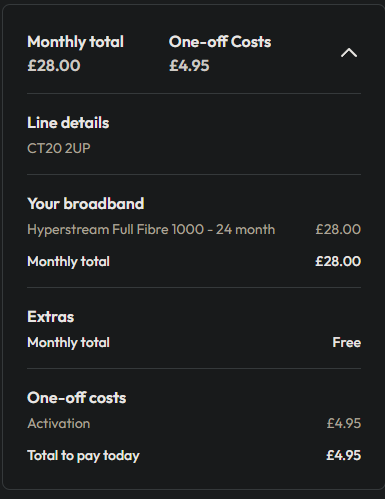 Monthly total One-off Costs
£28.00 £4.95
Line details
CT20 2UP
Your broadband
Hyperstream Full Fibre 1000 - 24 month £28.00
Monthly total £28.00
Extras
Monthly total Free
One-off costs
Activation £4.95
Total to pay today £4.95